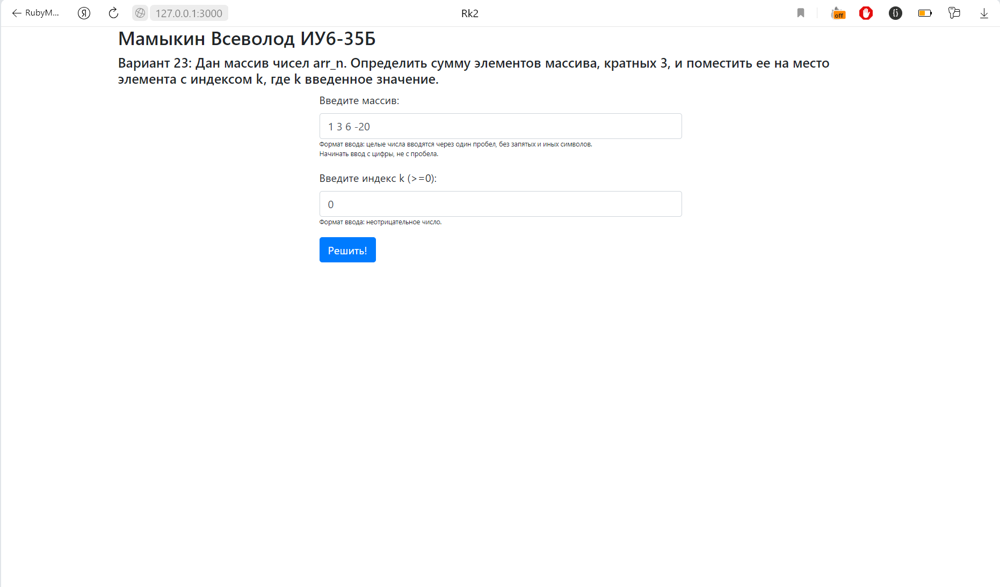 RubyM...
Я
127.0.0.1:3000
Rk2
off
Мамыкин Всеволод ИУ6-35Б
Вариант 23: Дан массив чисел arr_n. Определить сумму элементов массива, кратных 3, и поместить ее на место
элемента с индексом k, где k введенное значение.
Введите массив:
1 3 6 -20
Формат ввода: целые числа вводятся через один пробел, без запятых и иных символов.
Начинать ввод с цифры, не с пробела.
Введите индекс k (>=0):
0
Формат ввода: неотрицательное число.
Решить!